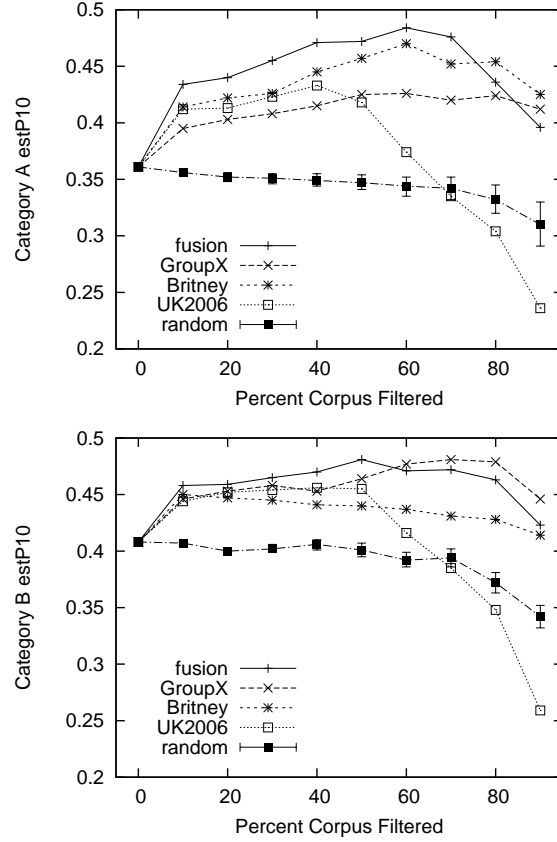 0.5
0.45
0.4
0.35
0.3
0.25
0.2
Category A estP10
fusion
GroupX
Britney
UK2006
random
0 20 40 60 80
Percent Corpus Filtered
0.5
0.45
0.4
0.35
0.3
0.25
0.2
Category B estP10
fusion
GroupX
Britney
UK2006
random
0 20 40 60 80
Percent Corpus Filtered